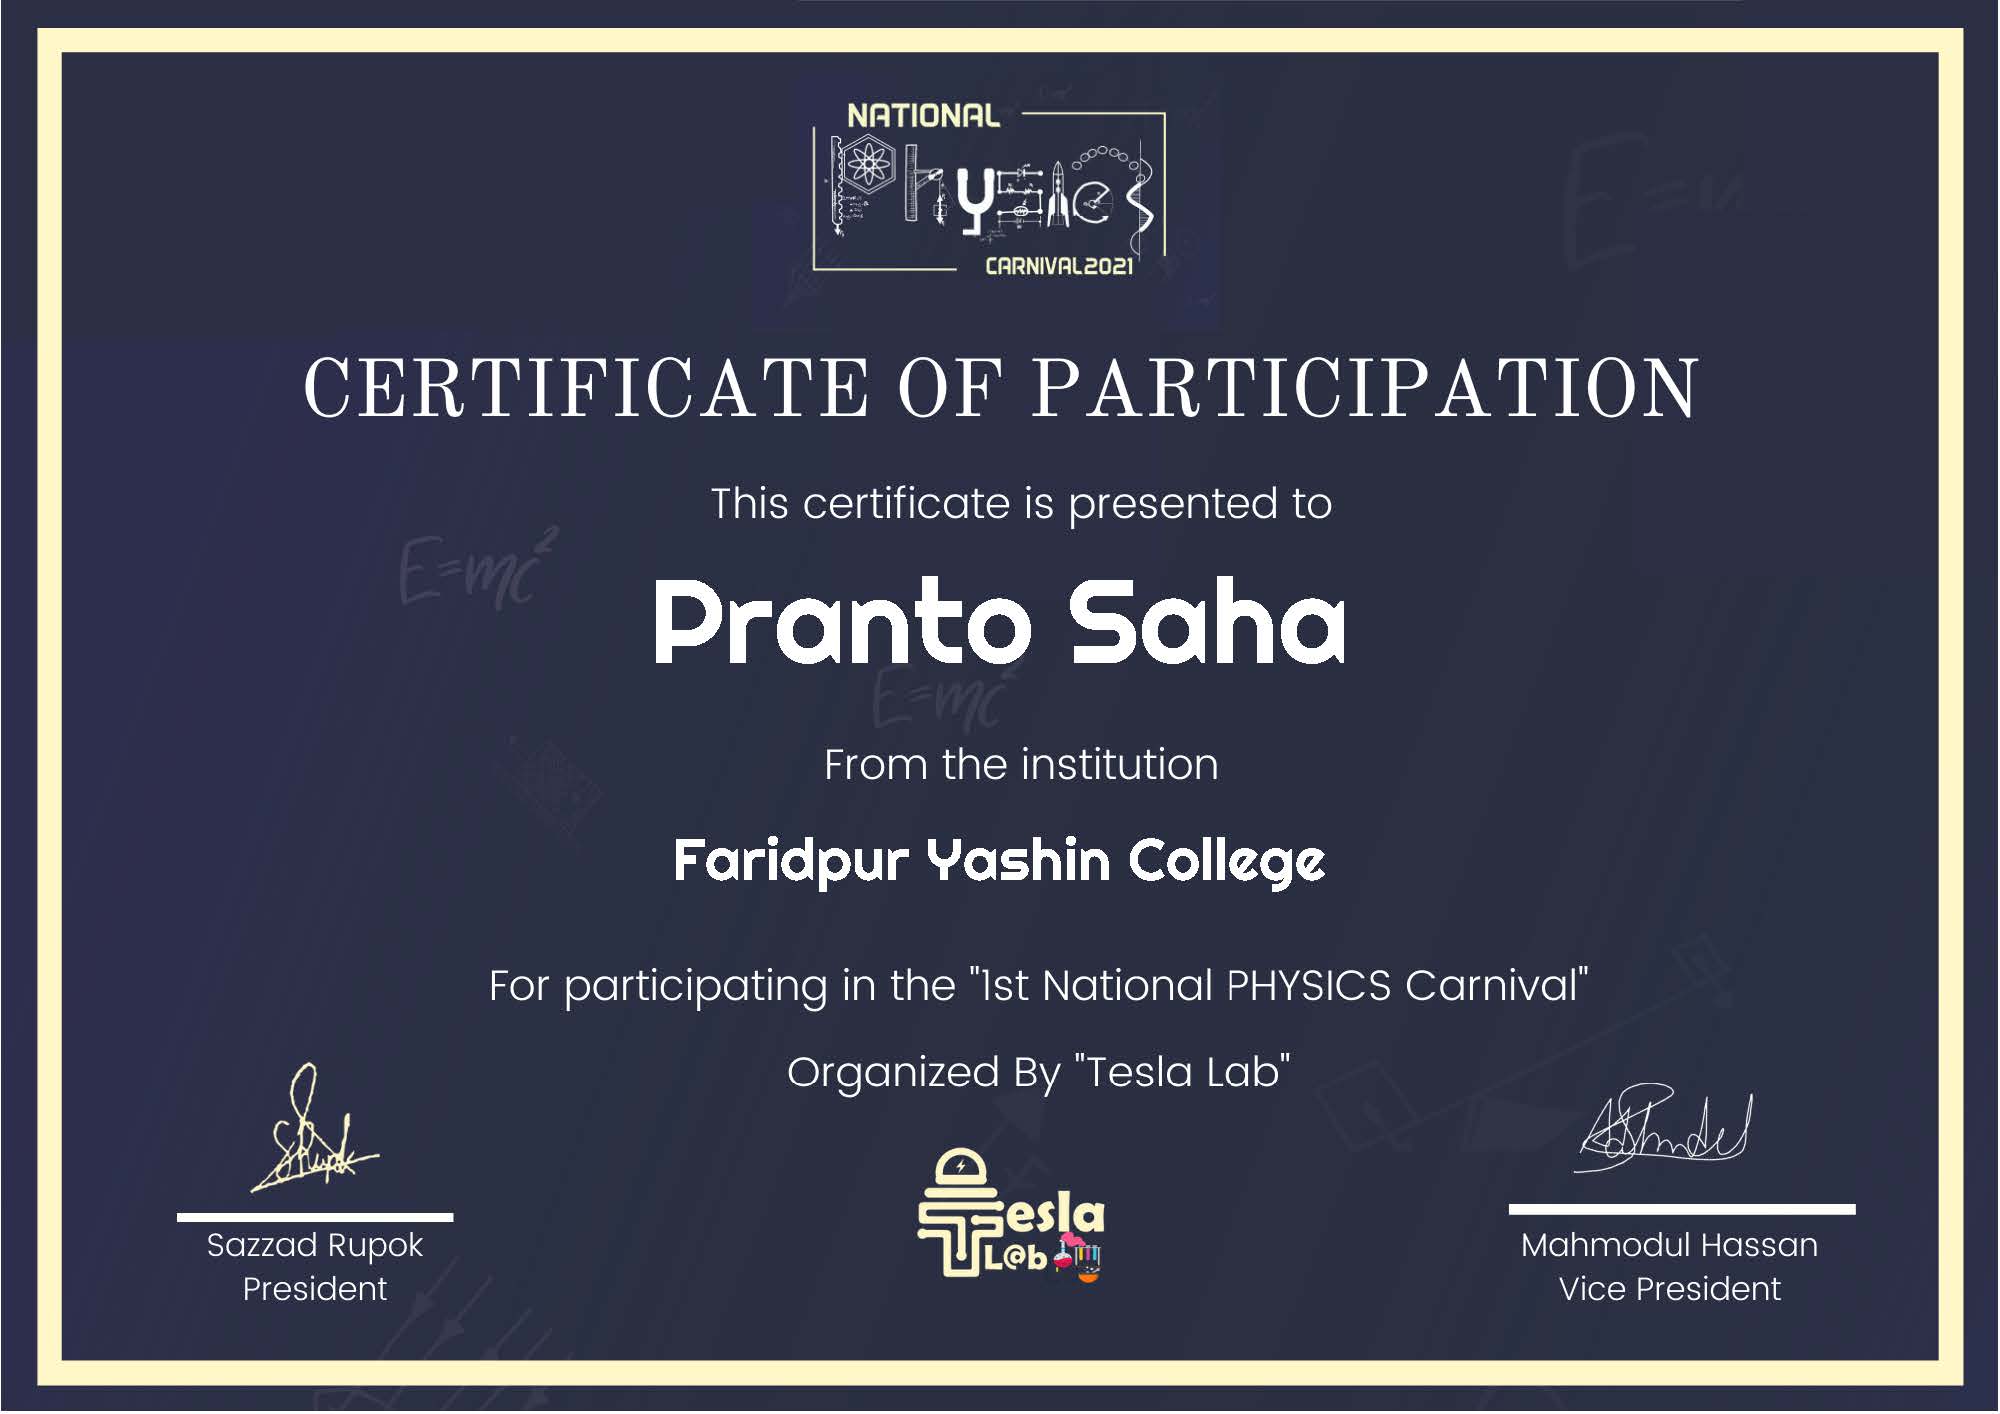 NATIONAL
Physics
CARNIVAL2021
CERTIFICATE OF PARTICIPATION
This certificate is presented to
E=mc²
Pranto Saha
E=mc²
From the institution
Faridpur Yashin College
For participating in the "1st National PHYSICS Carnival"
Organized By "Tesla Lab"
Tesla
L@b
Sazzad Rupok
President
Mahmodul Hassan
Vice President